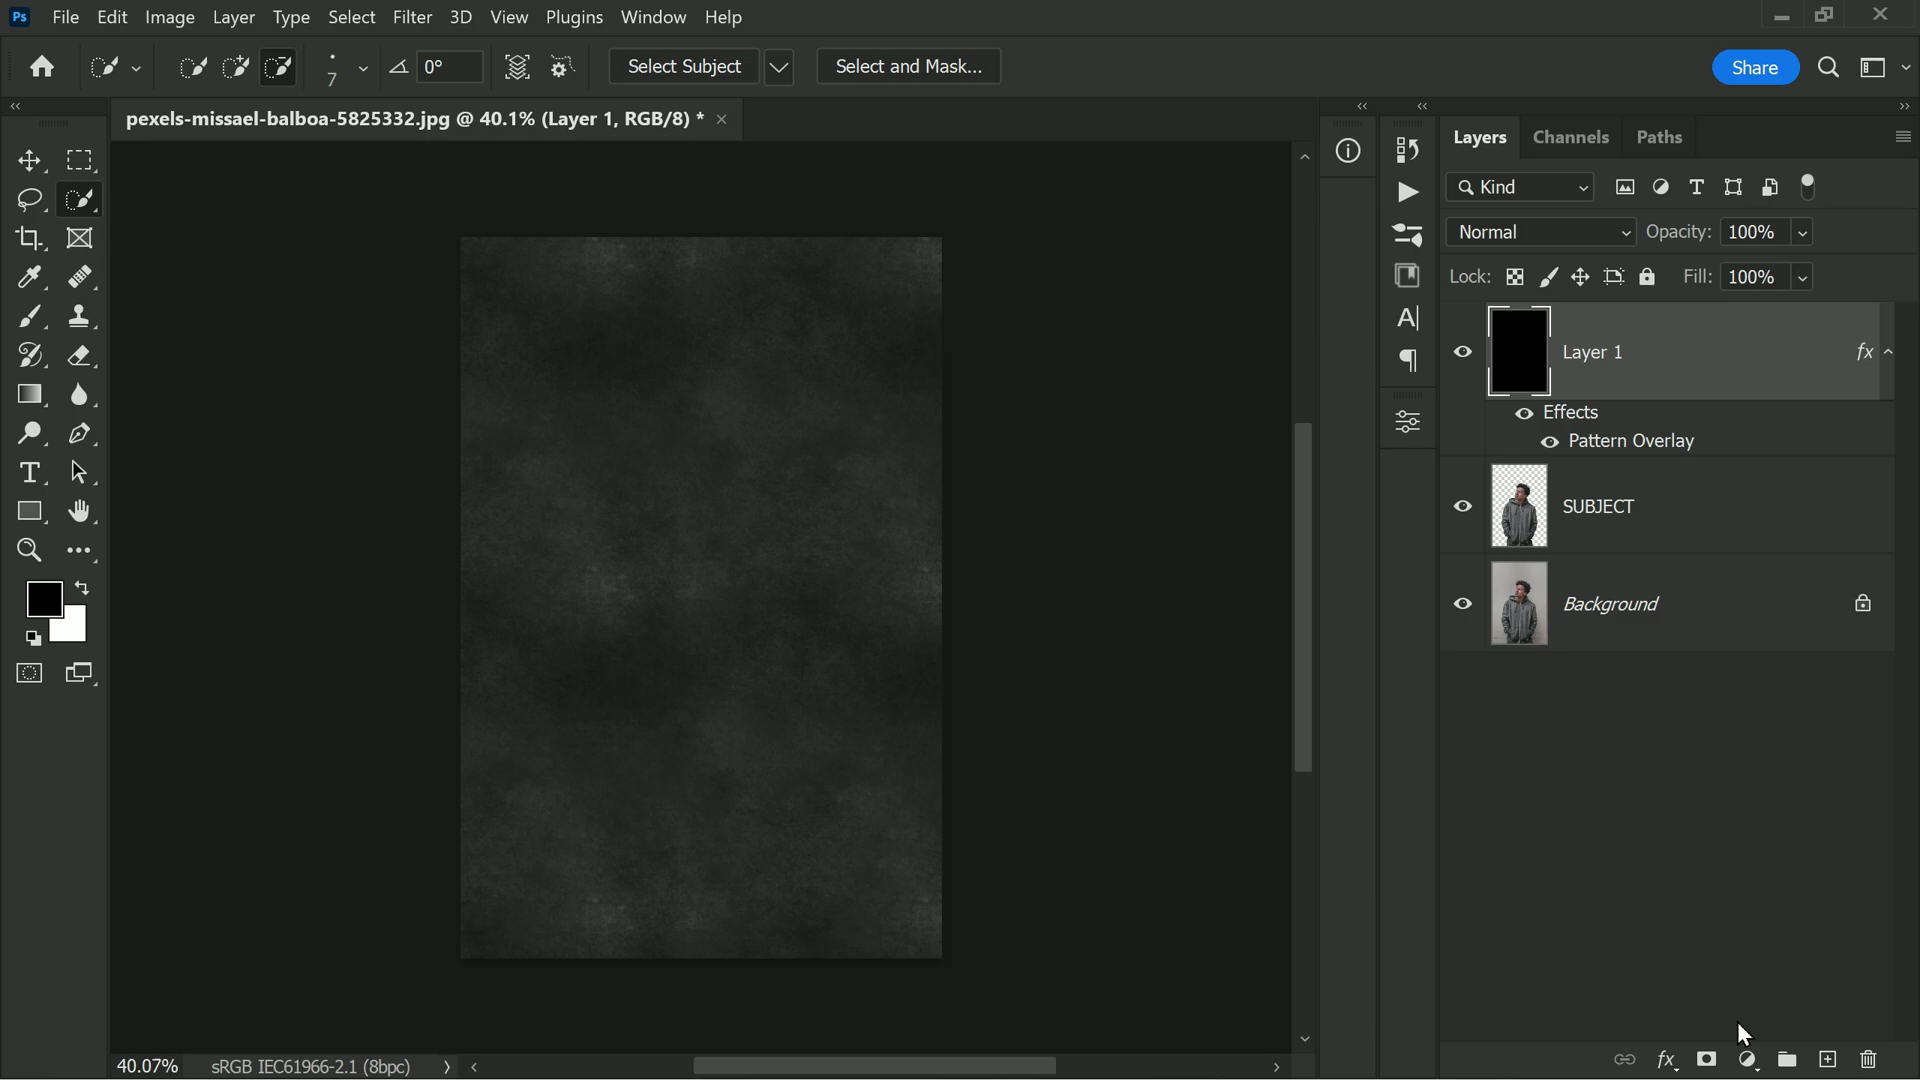 Ps File Edit Image Layer Type Select Filter 3D View Plugins Window Help
7 0° Select Subject Select and Mask... Share
pexels-missael-balboa-5825332.jpg @ 40.1% (Layer 1, RGB/8) * ×
Layers Channels Paths
Kind
Normal Opacity: 100%
Lock: Fill: 100%
Layer 1 fx
Effects
Pattern Overlay
SUBJECT
Background
40.07% sRGB IEC61966-2.1 (8bpc)
fx